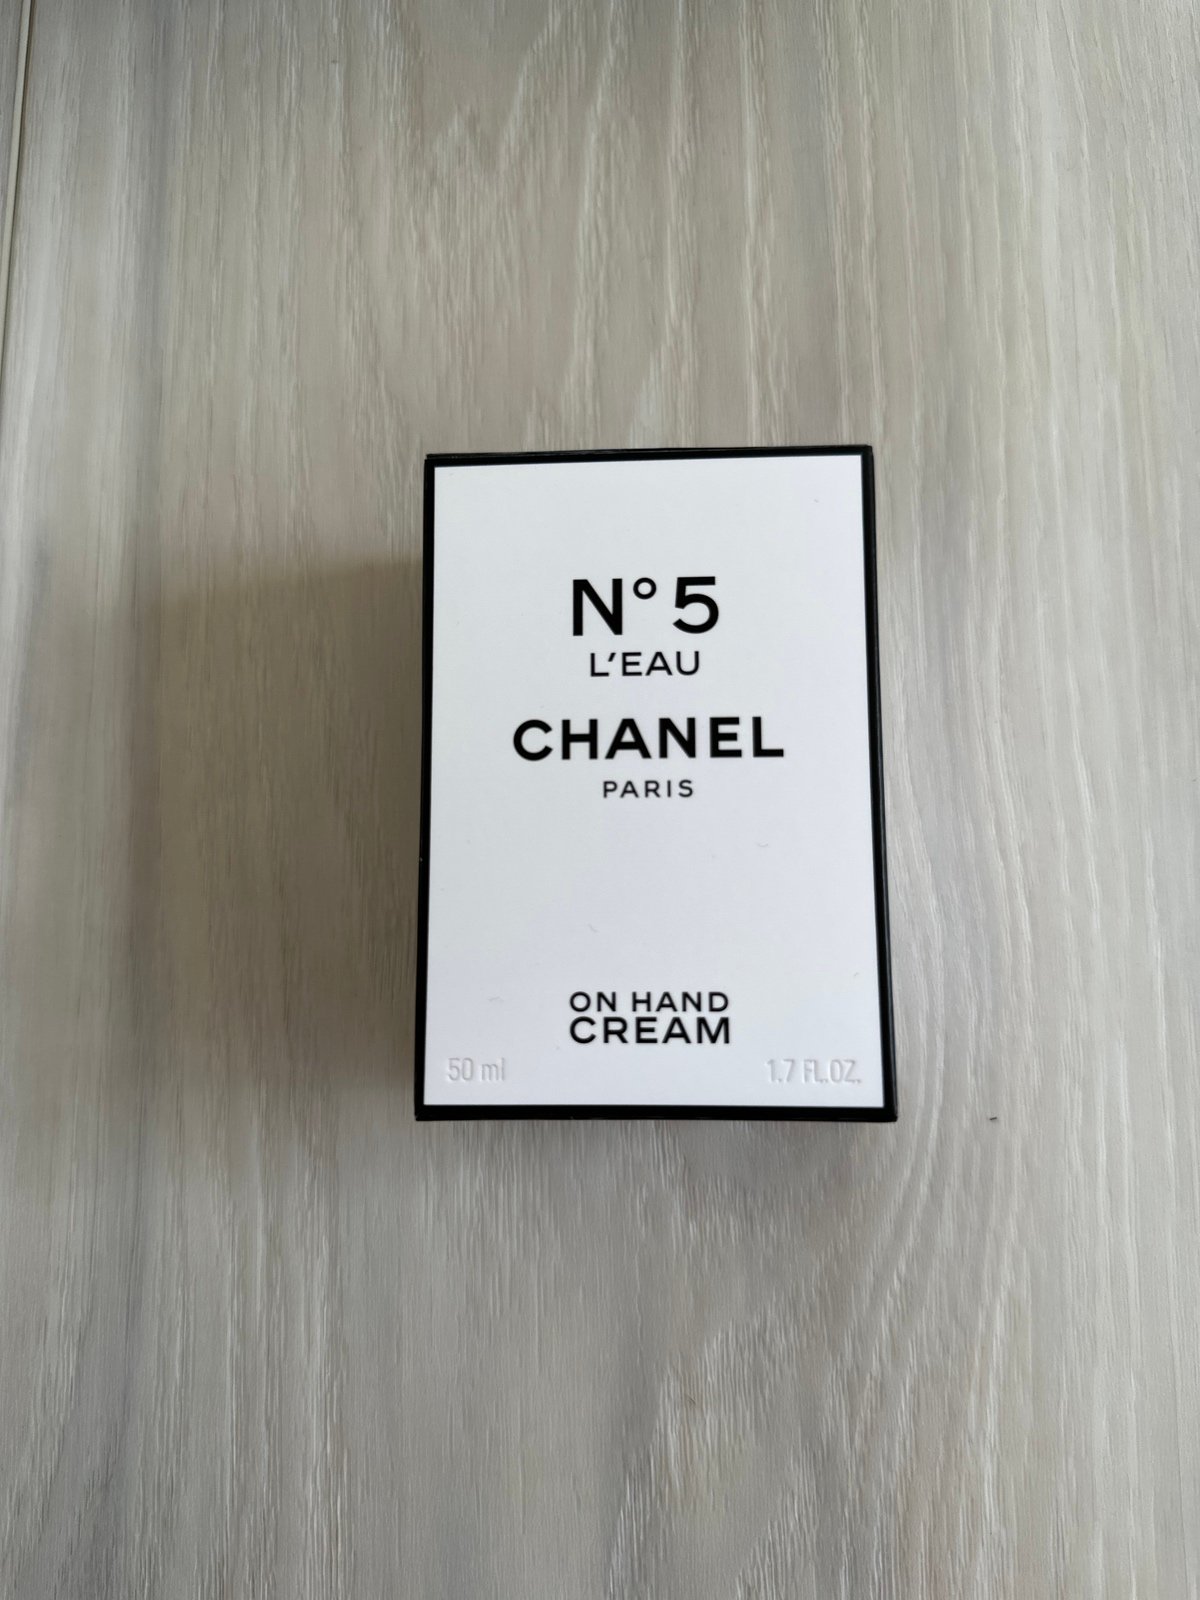 N° 5
L'EAU
CHANEL
PARIS
ON HAND
CREAM
50 ml 1.7 FL.OZ.